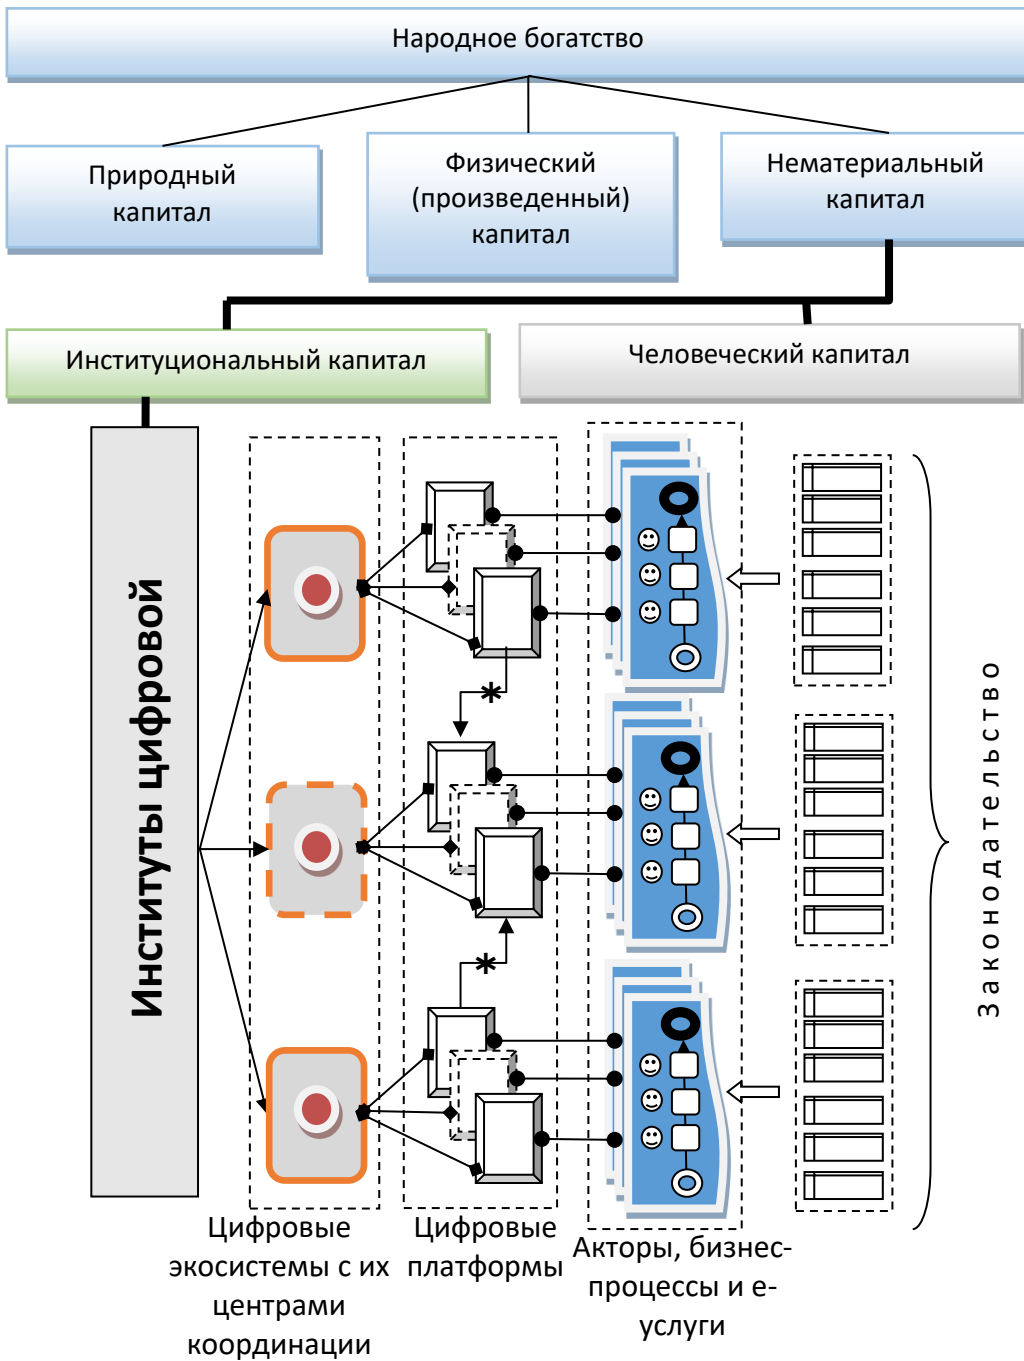 Народное богатство
Природный
капитал
Физический
(произведенный)
капитал
Нематериальный
капитал
Институциональный капитал
Человеческий капитал
Институты цифровой
Законодательство
Цифровые
экосистемы с их
центрами
координации
Цифровые
платформы
Акторы, бизнес-
процессы и е-
услуги